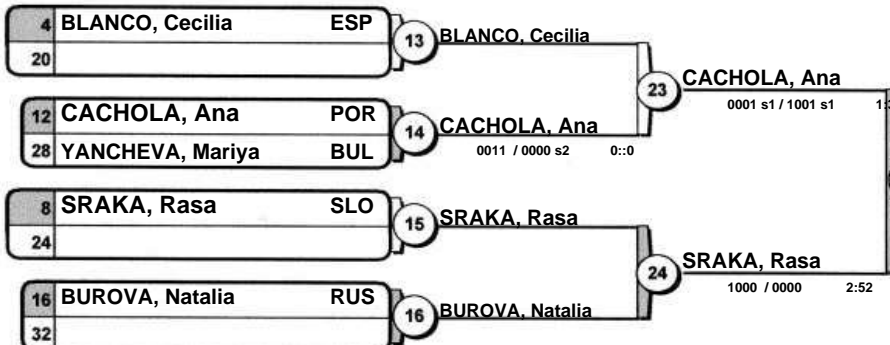 4 BLANCO, Cecilia ESP
20
13 BLANCO, Cecilia
12 CACHOLA, Ana POR
28 YANCHEVA, Mariya BUL
14 CACHOLA, Ana
0011 / 0000 s2 0::0
23 CACHOLA, Ana
0001 s1 / 1001 s1
8 SRAKA, Rasa SLO
24
15 SRAKA, Rasa
16 BUROVA, Natalia RUS
32
16 BUROVA, Natalia
24 SRAKA, Rasa
1000 / 0000 2:52